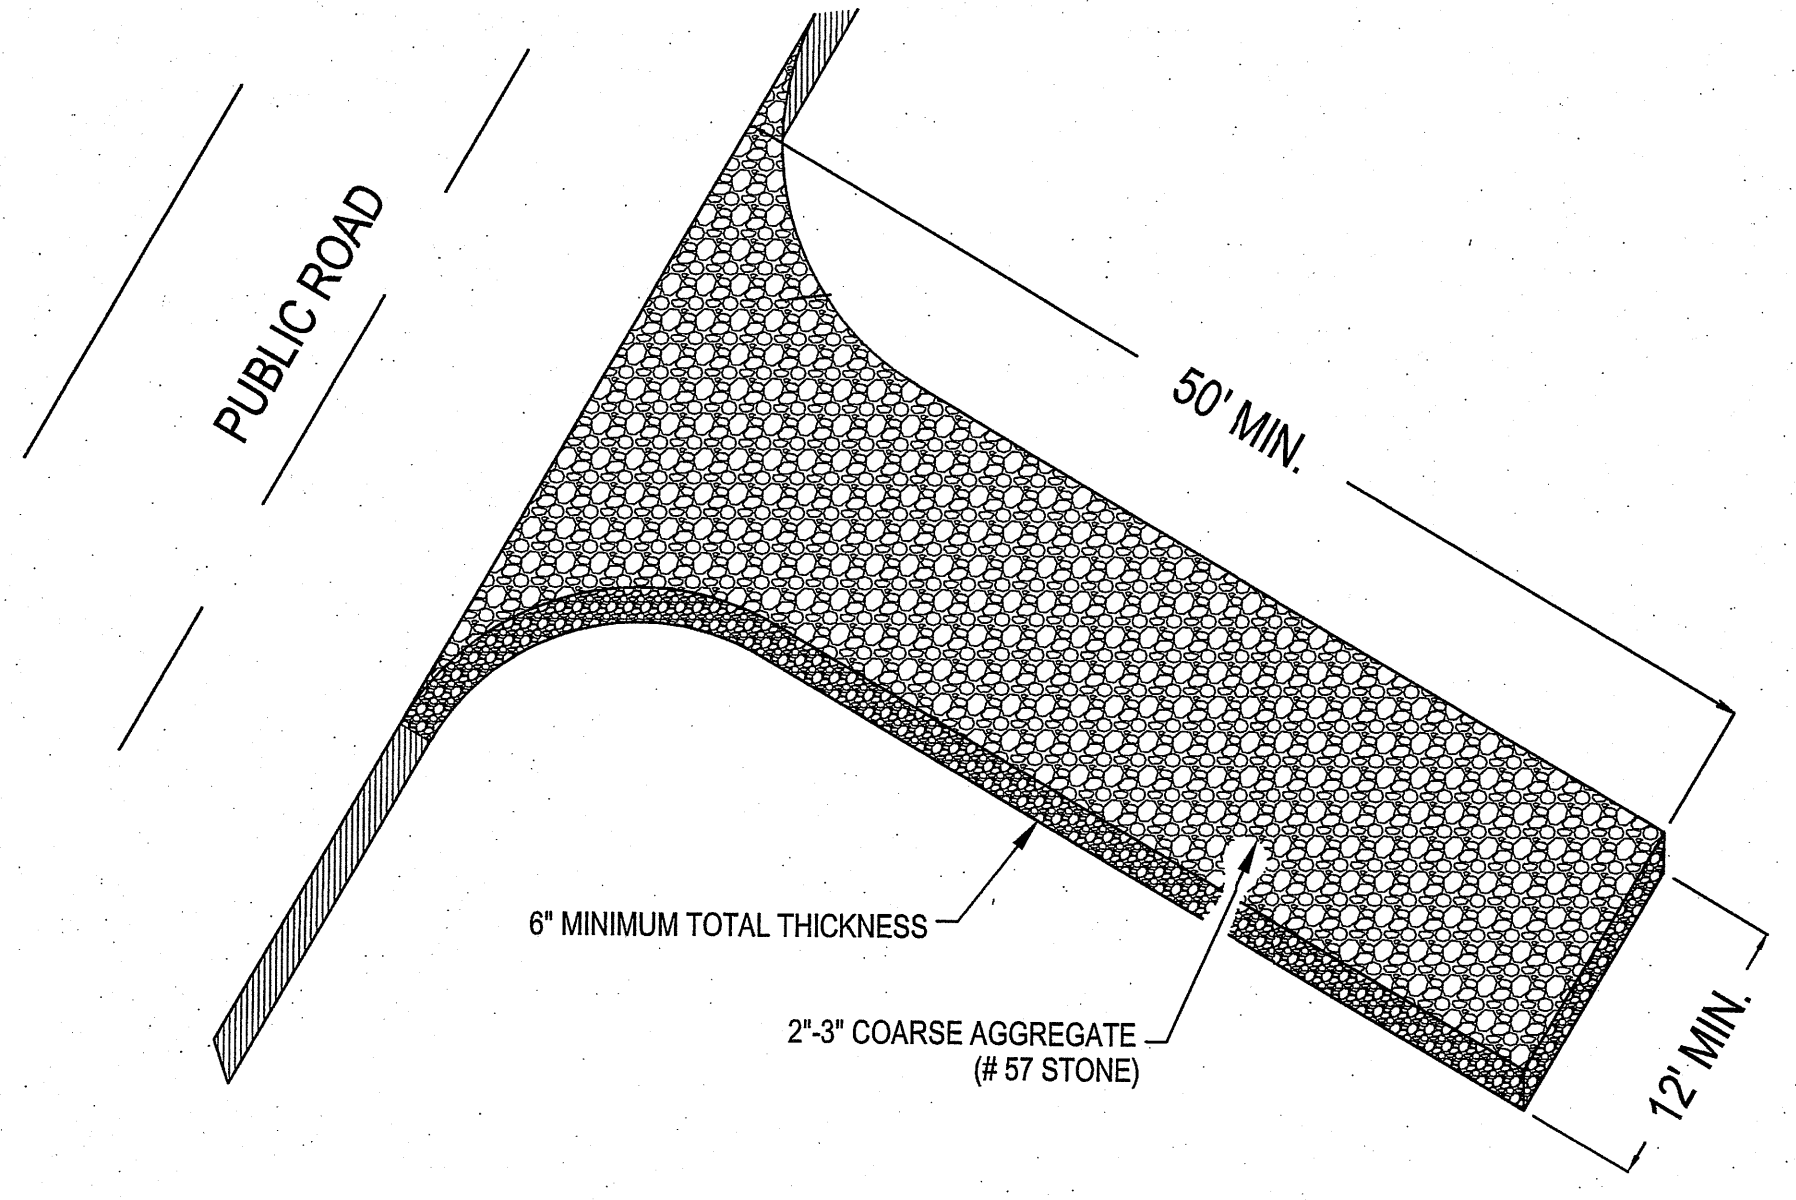 PUBLIC ROAD
50' MIN.
6" MINIMUM TOTAL THICKNESS
2"-3" COARSE AGGREGATE
(# 57 STONE)
12' MIN.